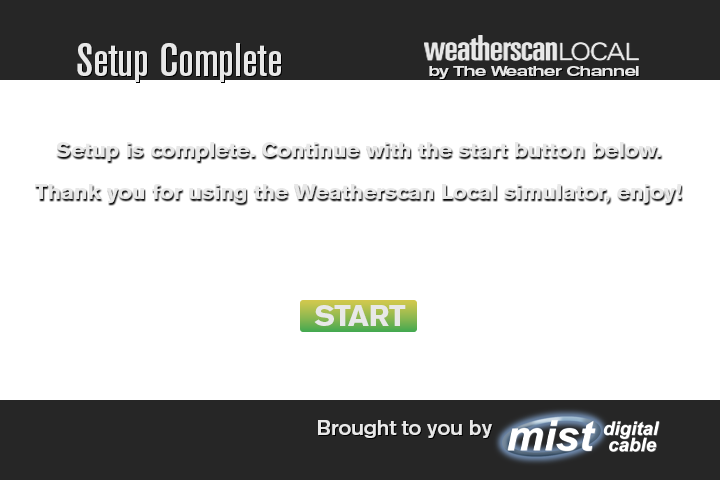 Setup Complete
weatherscanLOCAL
by The Weather Channel
Setup is complete. Continue with the start button below.
Thank you for using the Weatherscan Local simulator, enjoy!
START
Brought to you by
mist digital
cable